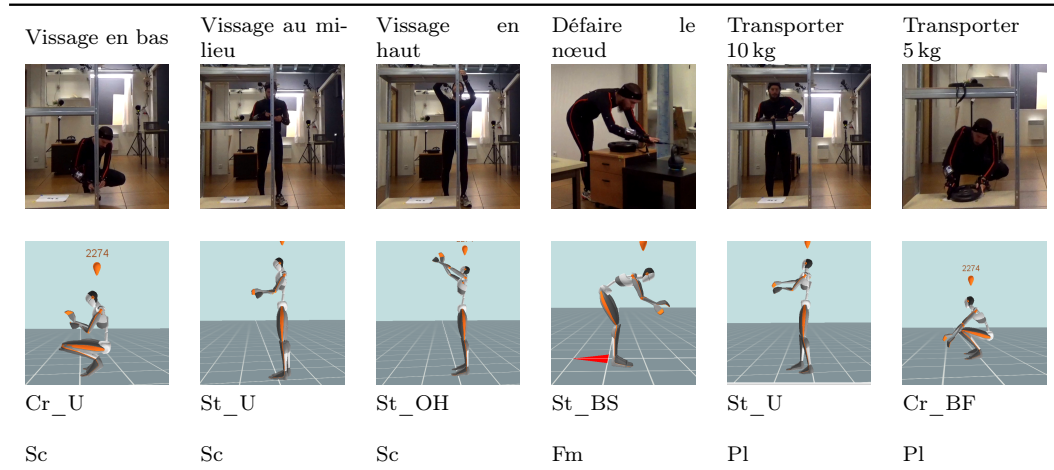 Vissage en bas
Vissage au mi-
lieu
Vissage en
haut
Défaire le
nœud
Transporter
10 kg
Transporter
5 kg
2274
2274
Cr_U
St_U
St_OH
St_BS
St_U
Cr_BF
Sc
Sc
Sc
Fm
Pl
Pl